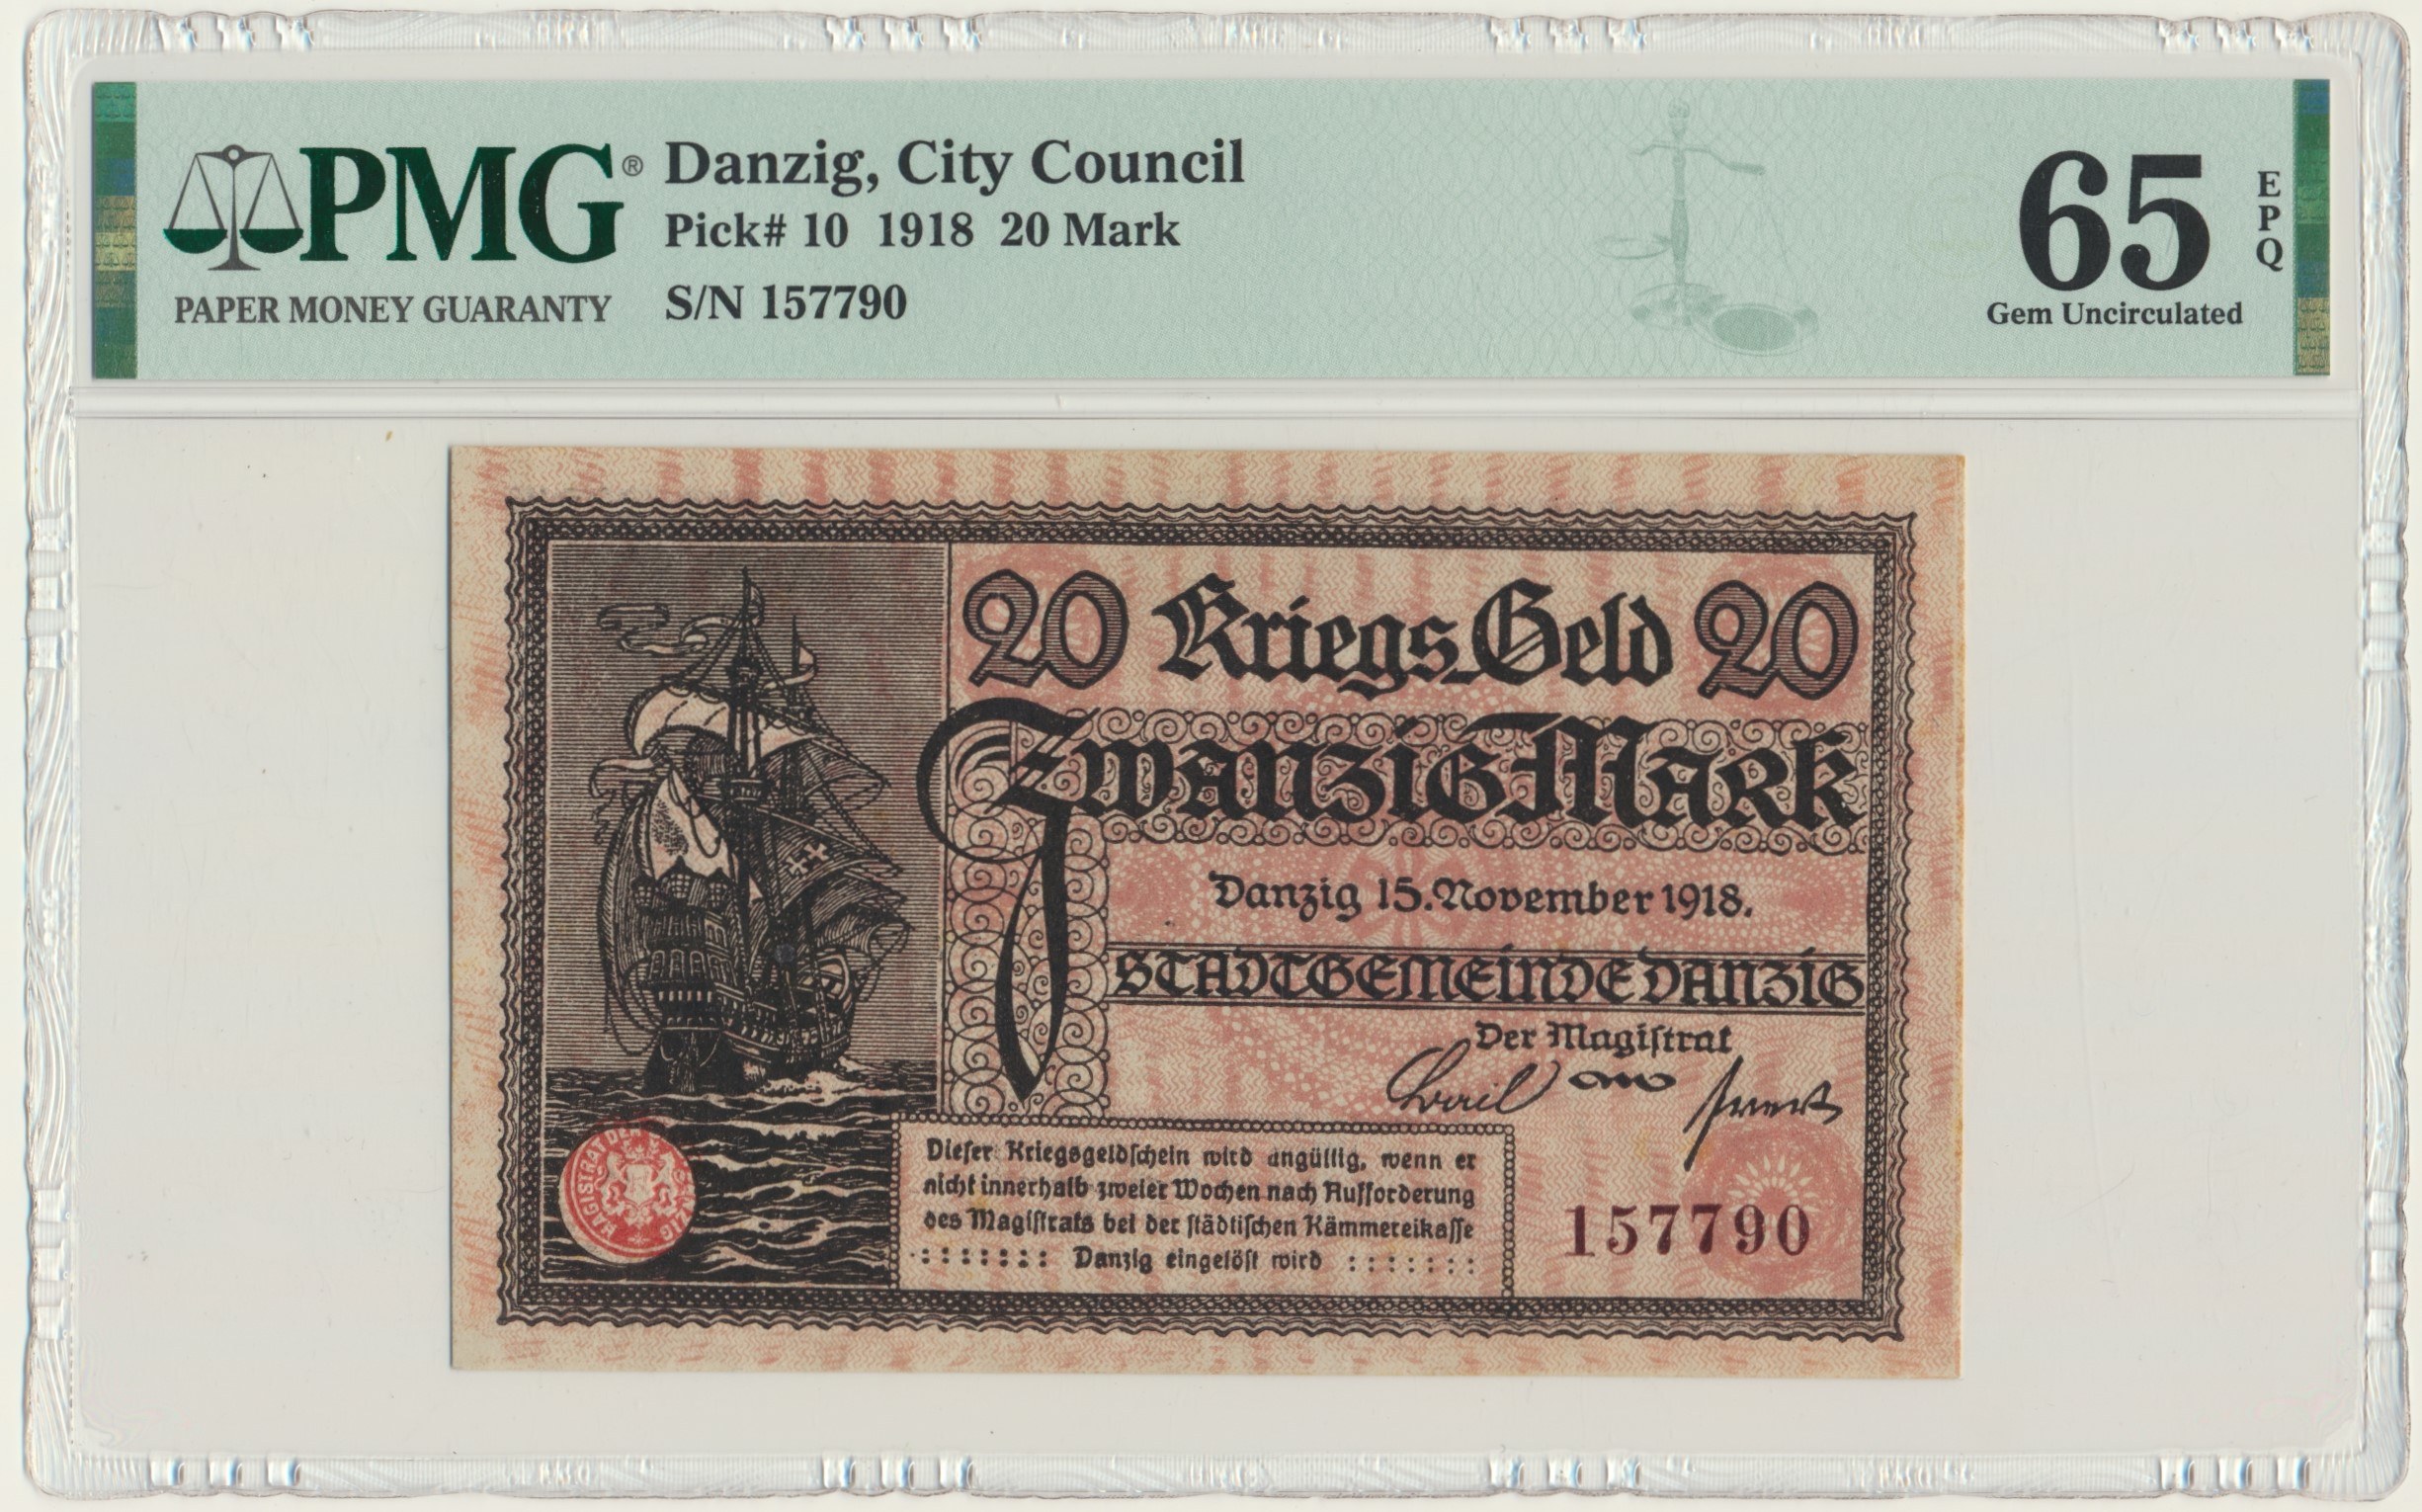 PMG®
PAPER MONEY GUARANTY
Danzig, City Council
Pick# 10 1918 20 Mark
S/N 157790
65
EPQ
Gem Uncirculated
20 Kriegs-Geld 20
Zwanzig Mark
Danzig 15. November 1918.
STADTGEMEINDE DANZIG
Der Magiſtrat
MAGISTRAT DER
Dieſer Kriegsgeldſchein wird ungültig, wenn er
nicht innerhalb zweier Wochen nach Aufforderung
des Magiſtrats bei der ſtädtiſchen Kämmereikaſſe
: : : : : : : Danzig eingelöſt wird : : : : : : :
157790